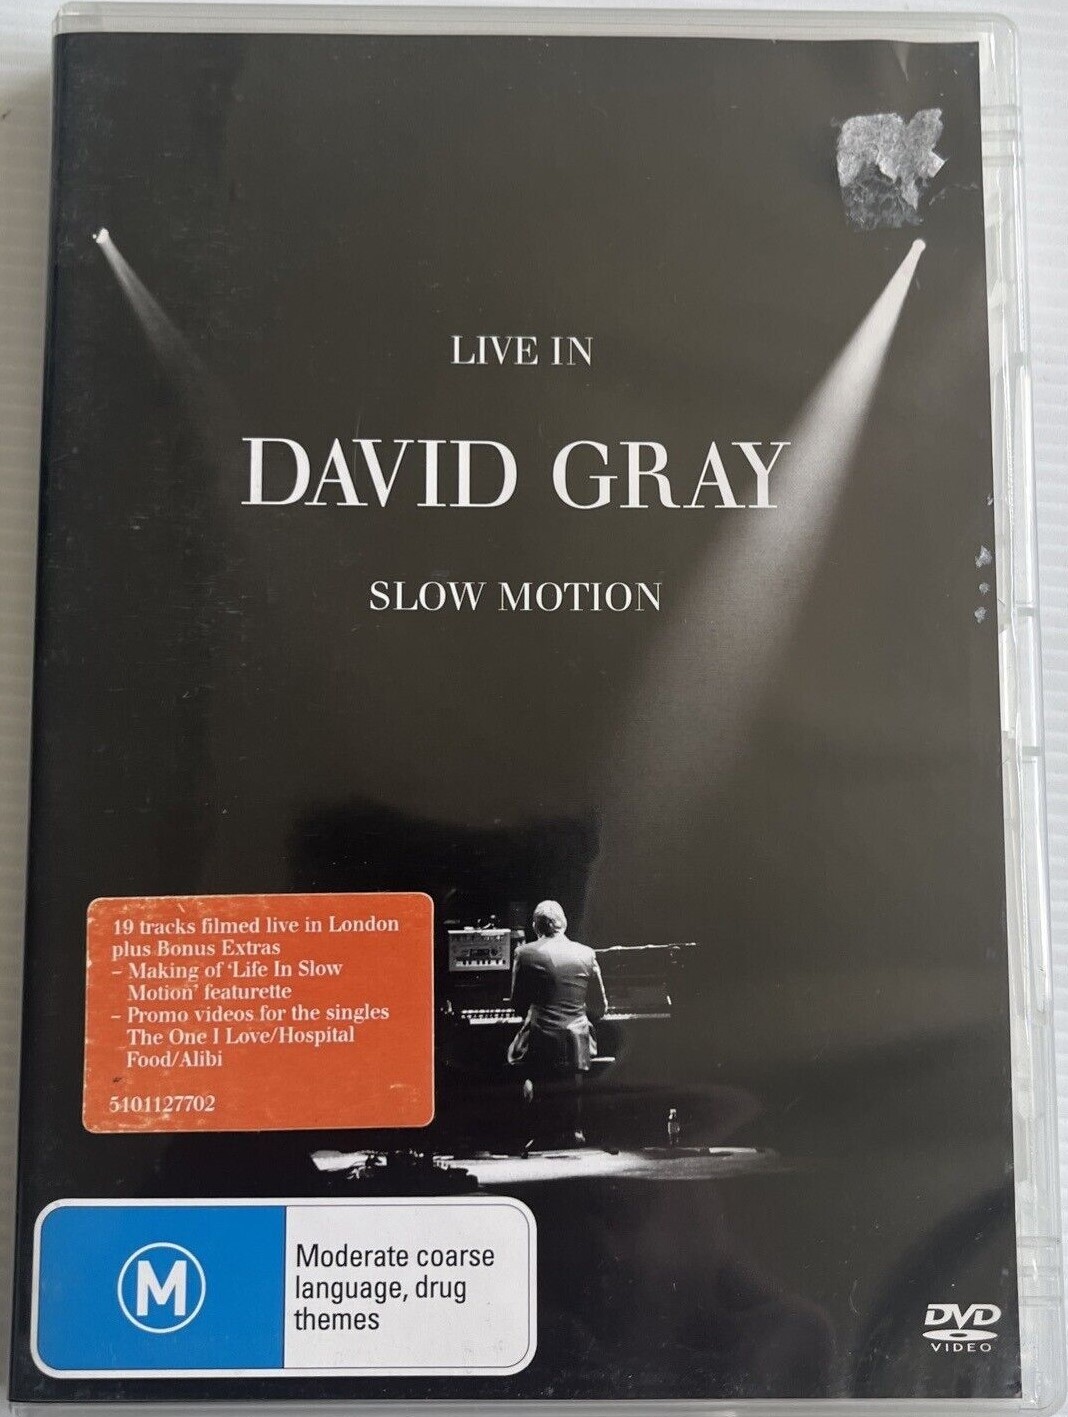 LIVE IN
DAVID GRAY
SLOW MOTION
19 tracks filmed live in London
plus Bonus Extras
– Making of ‘Life In Slow
Motion’ featurette
– Promo videos for the singles
The One I Love/Hospital
Food/Alibi
5101127702
M
Moderate coarse
language, drug
themes
DVD
VIDEO